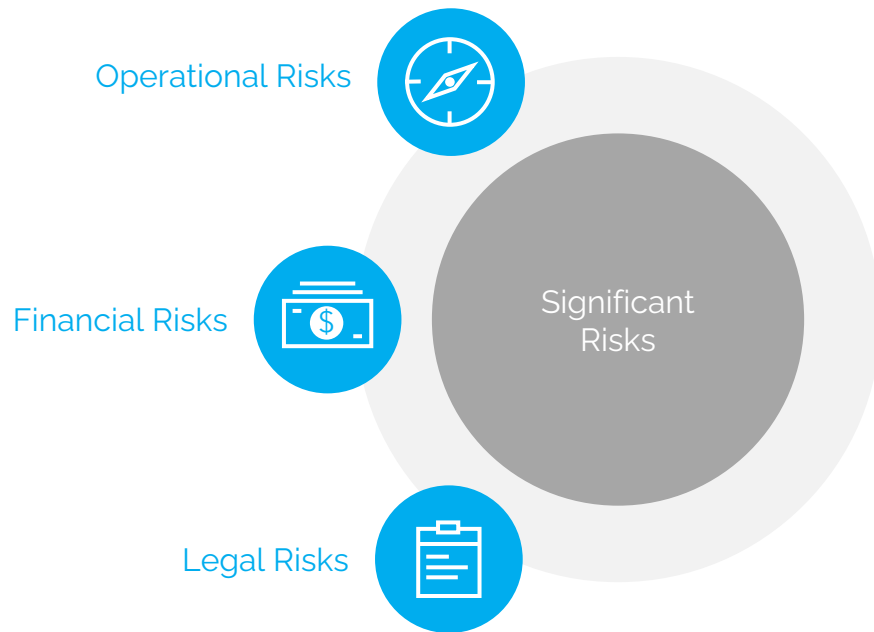 Operational Risks
Financial Risks
$
Significant
Risks
Legal Risks